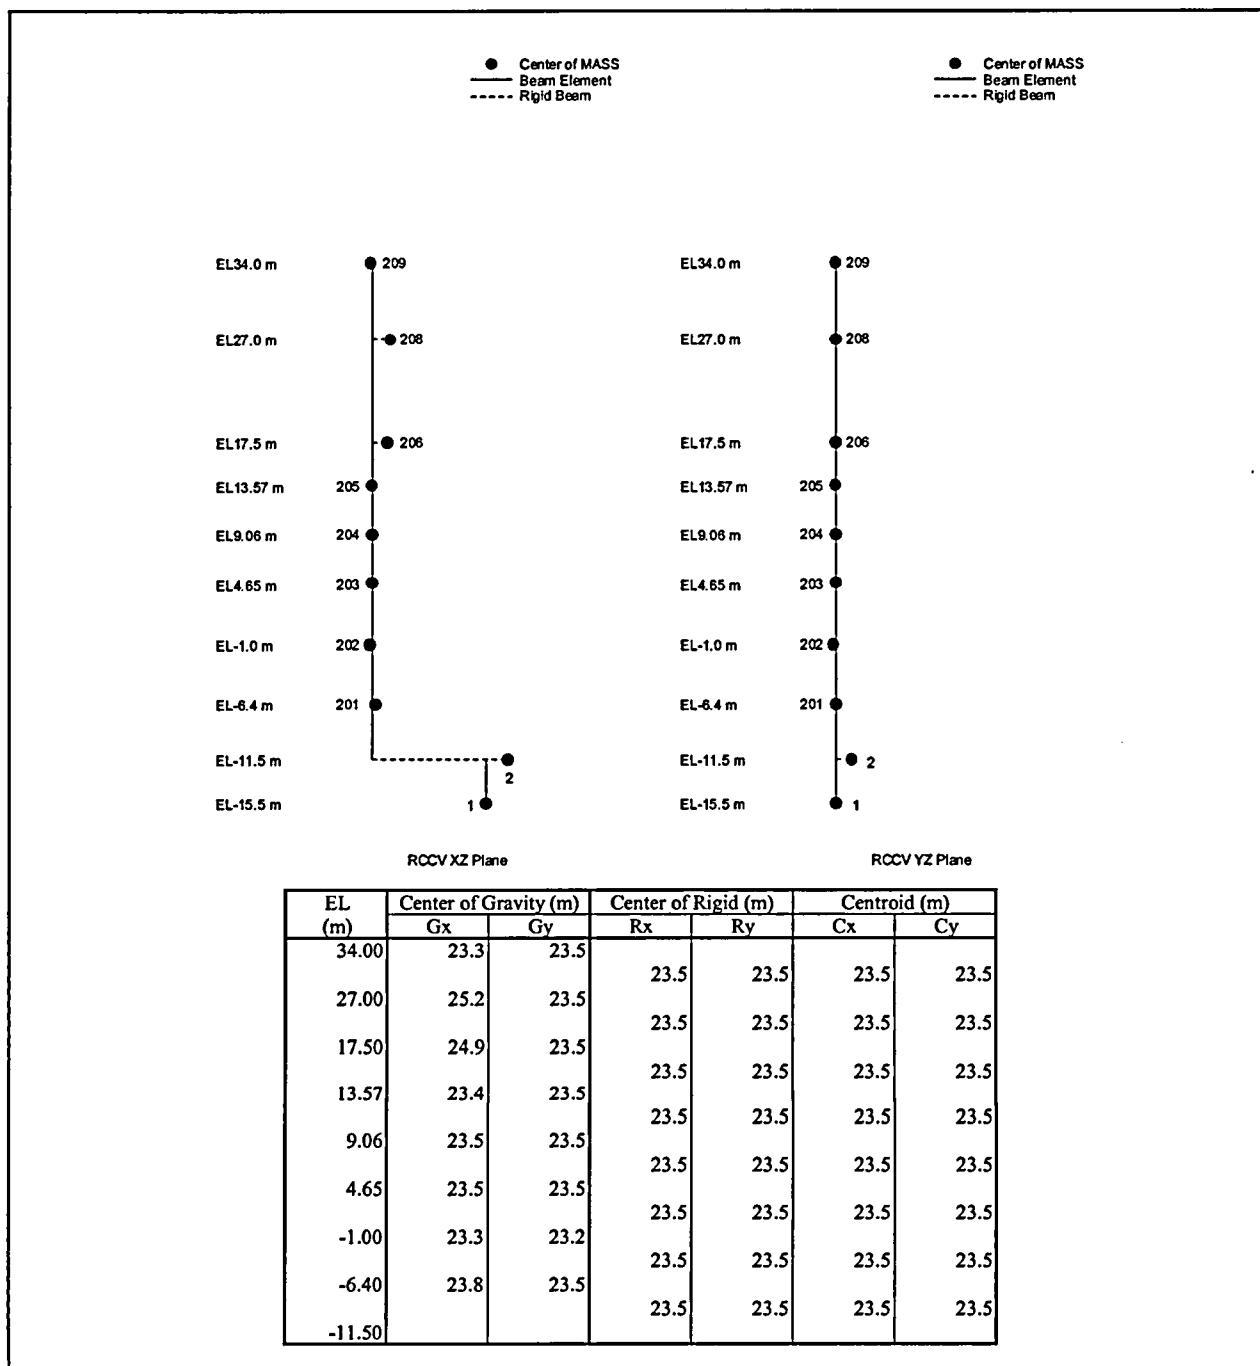 Center of MASS
Beam Element
Rigid Beam
Center of MASS
Beam Element
Rigid Beam
EL34.0 m 209
EL27.0 m 208
EL17.5 m 206
EL13.57 m 205
EL9.06 m 204
EL4.65 m 203
EL-1.0 m 202
EL-6.4 m 201
EL-11.5 m 2
EL-15.5 m 1
RCCV XZ Plane
EL34.0 m 209
EL27.0 m 208
EL17.5 m 206
EL13.57 m 205
EL9.06 m 204
EL4.65 m 203
EL-1.0 m 202
EL-6.4 m 201
EL-11.5 m 2
EL-15.5 m 1
RCCV YZ Plane
EL Center of Gravity (m) Center of Rigid (m) Centroid (m)
(m) Gx Gy Rx Ry Cx Cy
34.00 23.3 23.5
23.5 23.5 23.5 23.5
27.00 25.2 23.5
23.5 23.5 23.5 23.5
17.50 24.9 23.5
23.5 23.5 23.5 23.5
13.57 23.4 23.5
23.5 23.5 23.5 23.5
9.06 23.5 23.5
23.5 23.5 23.5 23.5
4.65 23.5 23.5
23.5 23.5 23.5 23.5
-1.00 23.3 23.2
23.5 23.5 23.5 23.5
-6.40 23.8 23.5
23.5 23.5 23.5 23.5
-11.50